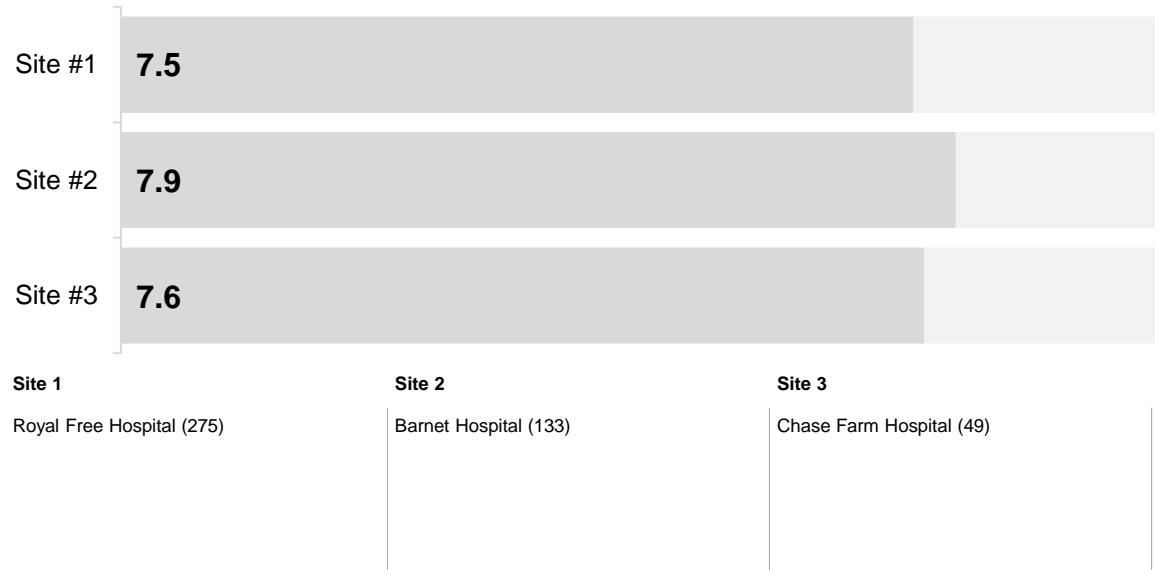 Site #1 7.5
Site #2 7.9
Site #3 7.6
Site 1 Site 2 Site 3
Royal Free Hospital (275) Barnet Hospital (133) Chase Farm Hospital (49)